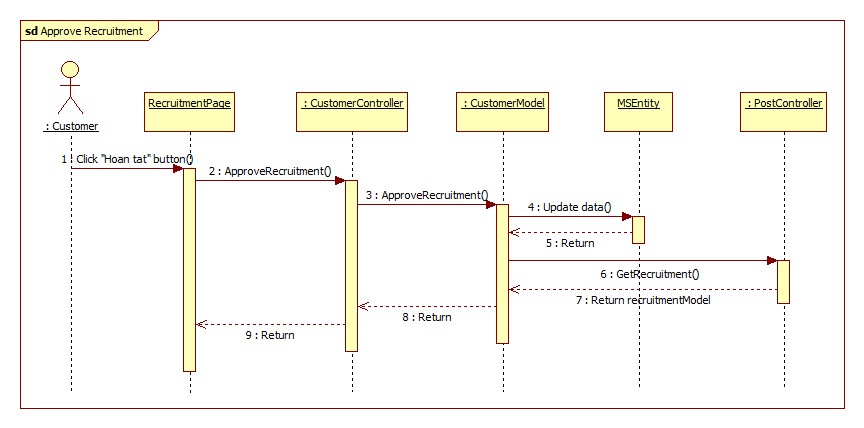 sd Approve Recruitment
: Customer
RecruitmentPage
: CustomerController
: CustomerModel
MSEntity
: PostController
1 : Click "Hoan tat" button()
2 : ApproveRecruitment()
3 : ApproveRecruitment()
4 : Update data()
5 : Return
6 : GetRecruitment()
7 : Return recruitmentModel
8 : Return
9 : Return